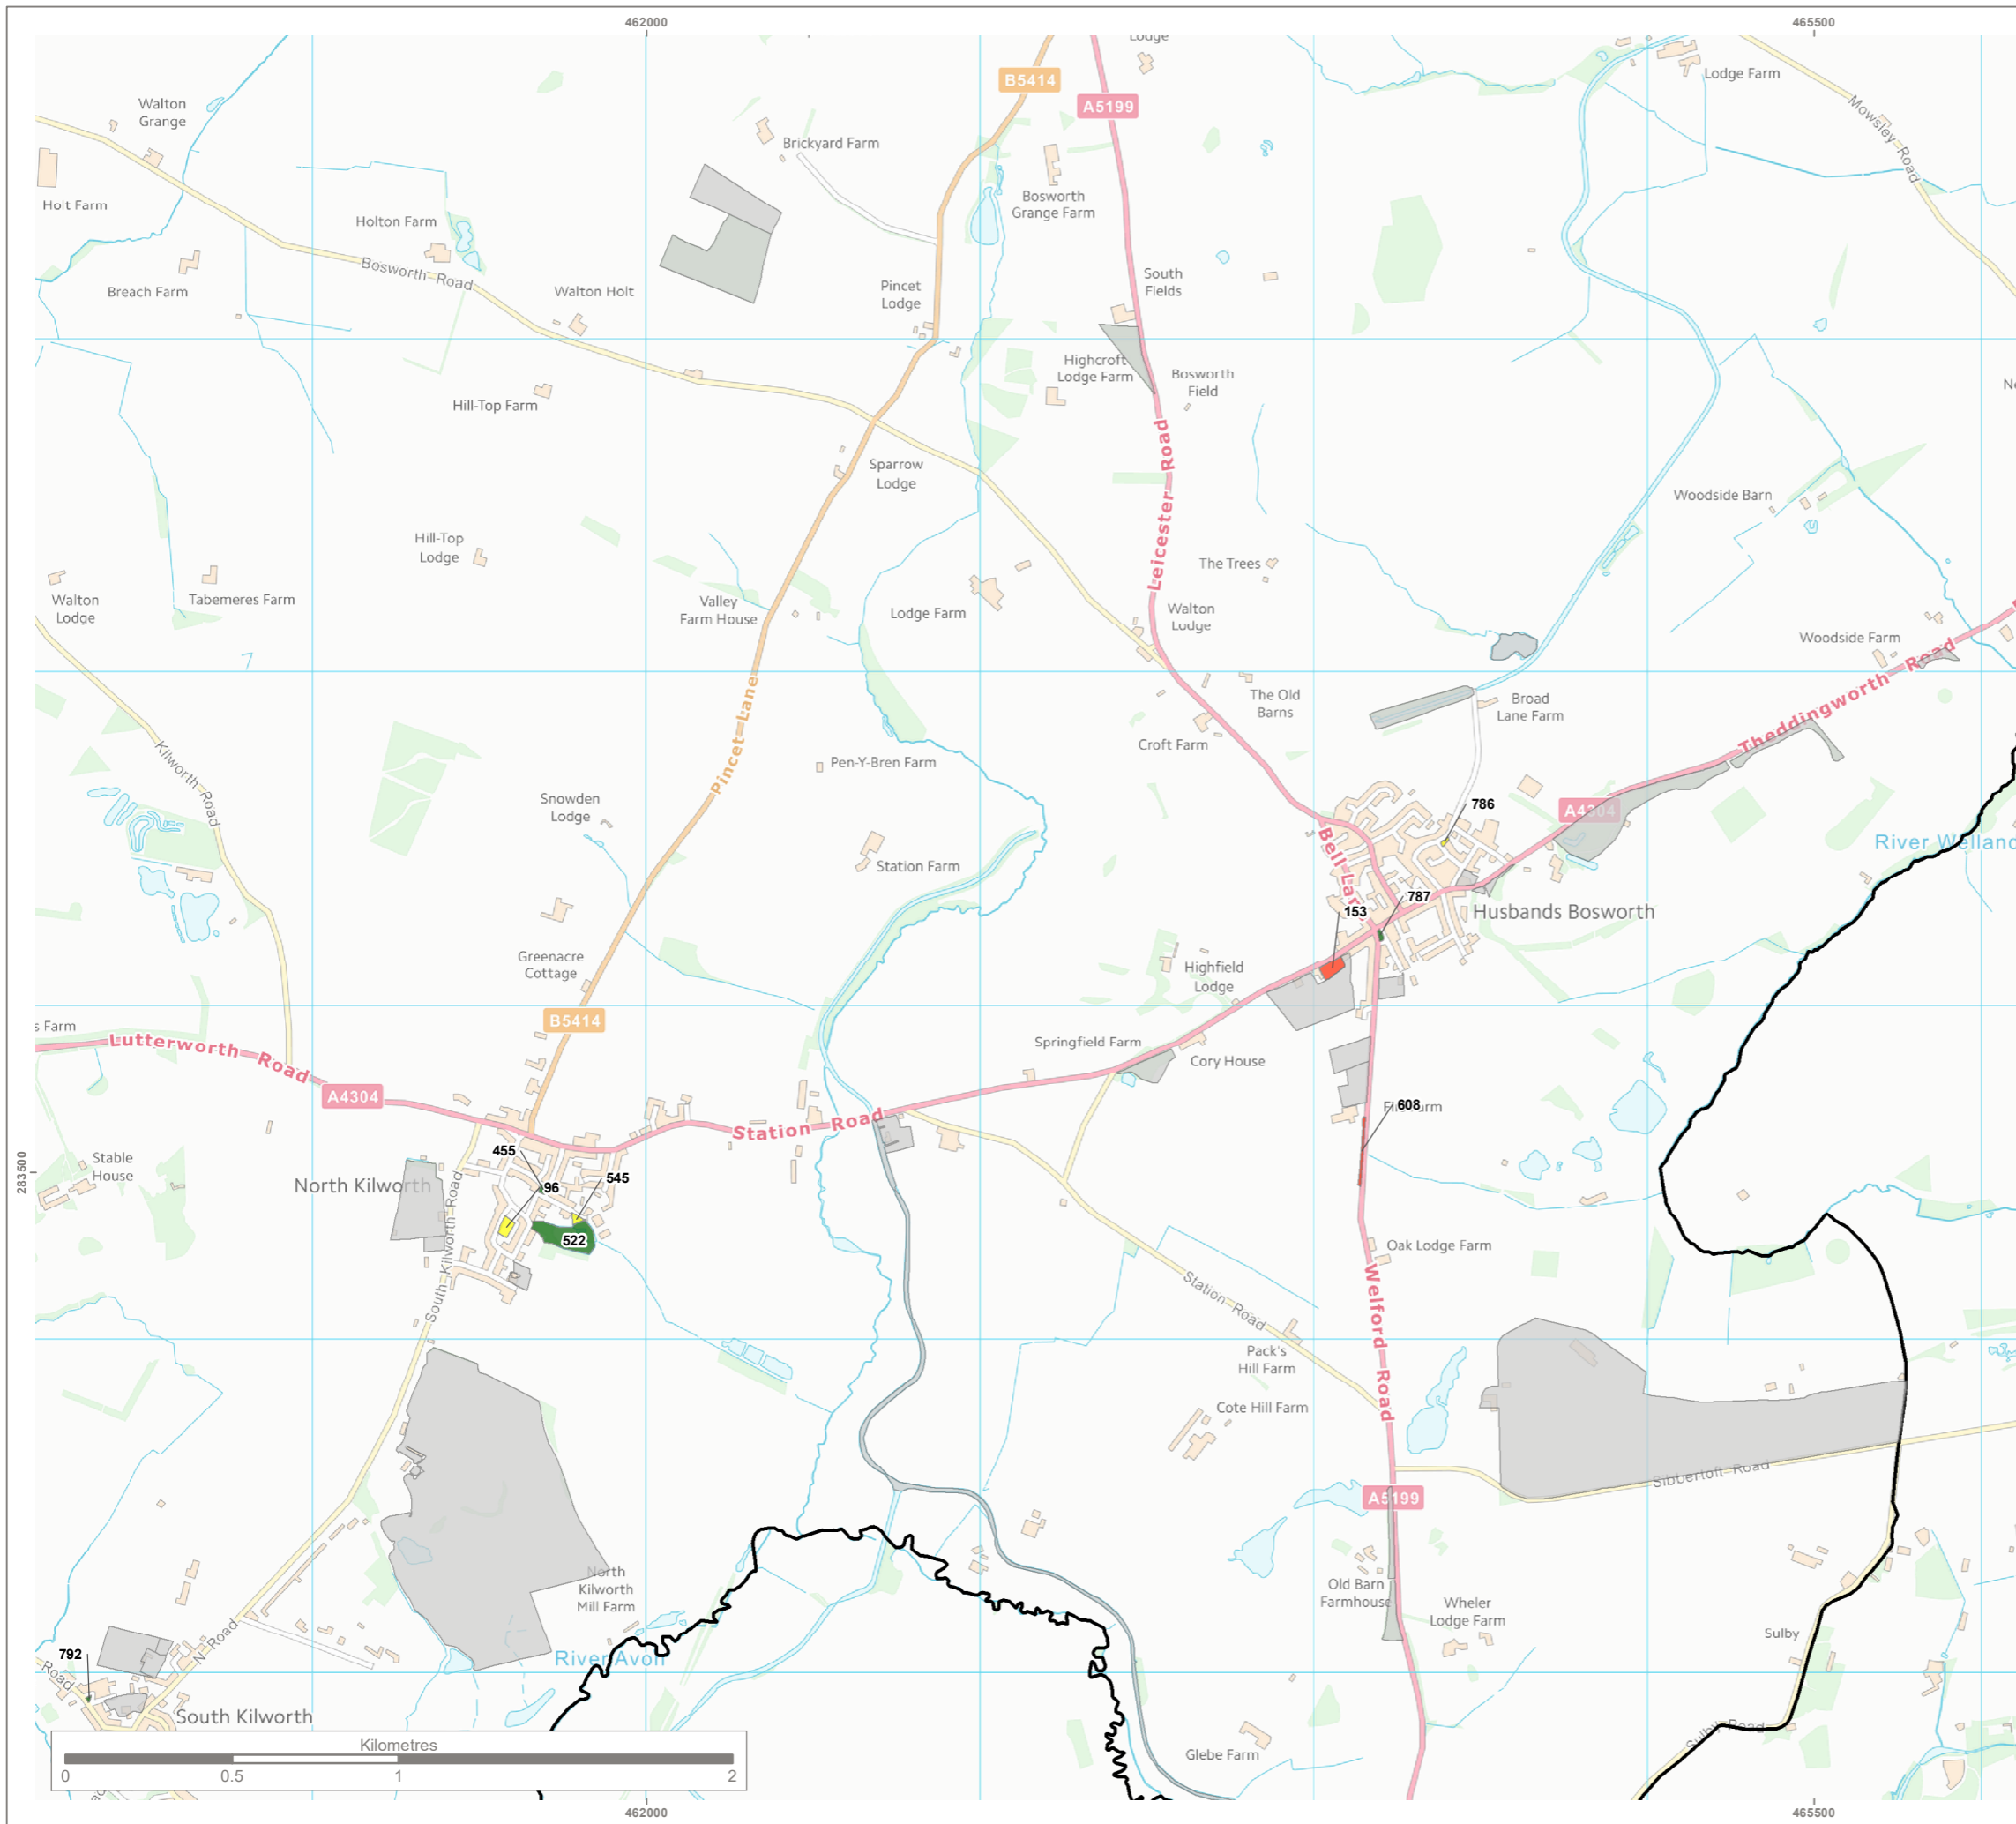 462000
465500
B5414
A5199
Lodge
Lodge Farm
Walton
Grange
Mowsley Road
Brickyard Farm
Holt Farm
Holton Farm
Bosworth
Grange Farm
Bosworth Road
Breach Farm
Walton Holt
Pincet
Lodge
South
Fields
Highcroft
Lodge Farm
Bosworth
Field
Hill-Top Farm
Leicester Road
Sparrow
Lodge
Woodside Barn
Hill-Top
Lodge
The Trees
Walton
Lodge
Tabemeres Farm
Valley
Farm House
Lodge Farm
Walton
Lodge
Woodside Farm
Theddingworth Road
The Old
Barns
Broad
Lane Farm
Croft Farm
Kilworth Road
Pincet Lane
Pen-Y-Bren Farm
Snowden
Lodge
786
A4304
River Welland
Bell Lane
Station Farm
787
153
Husbands Bosworth
Greenacre
Cottage
Highfield
Lodge
B5414
s Farm
Lutterworth Road
Springfield Farm
Cory House
A4304
Station Road
608
283500
Stable
House
455
North Kilworth
96
545
522
South Kilworth Road
Oak Lodge Farm
Station Road
Welford Road
Pack's
Hill Farm
Cote Hill Farm
Sibbertoft Road
A5199
North
Kilworth
Mill Farm
Old Barn
Farmhouse
Wheler
Lodge Farm
Sulby
N Road
792
Road
River Avon
South Kilworth
Sulby Road
Glebe Farm
Kilometres
0 0.5 1 2
462000
465500